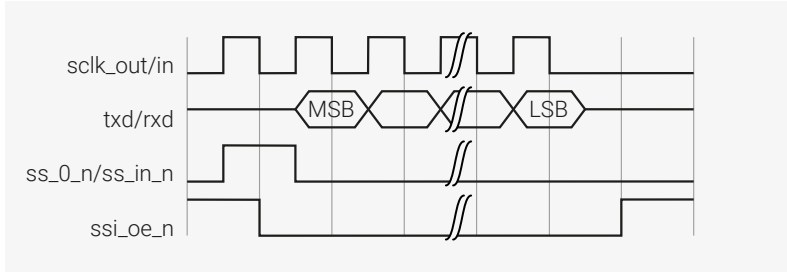 sclk_out/in
MSB LSB
txd/rxd
ss_0_n/ss_in_n
ssi_oe_n